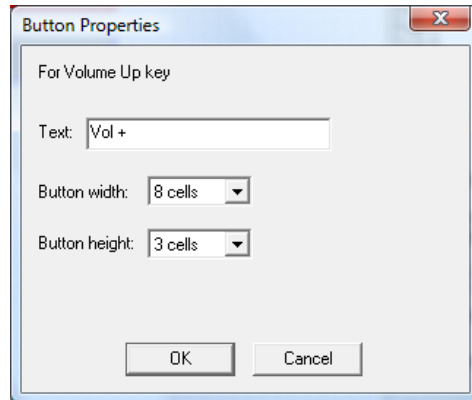 Button Properties
For Volume Up key
Text: Vol +
Button width: 8 cells
Button height: 3 cells
OK Cancel